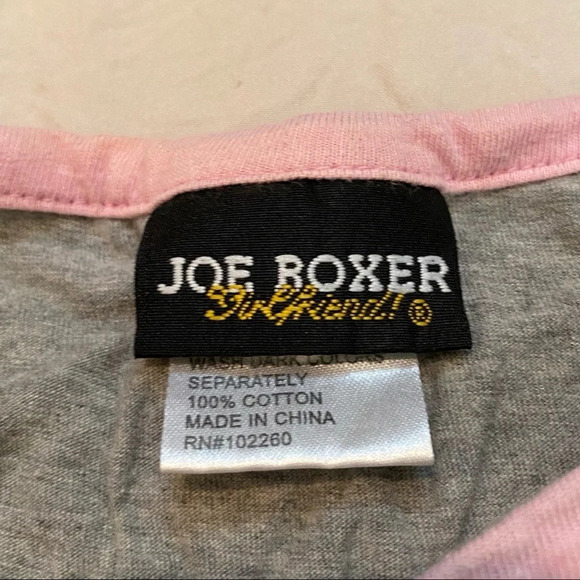 JOE BOXER
Girlfriend! ®
WASH DARK COLORS
SEPARATELY
100% COTTON
MADE IN CHINA
RN#102260